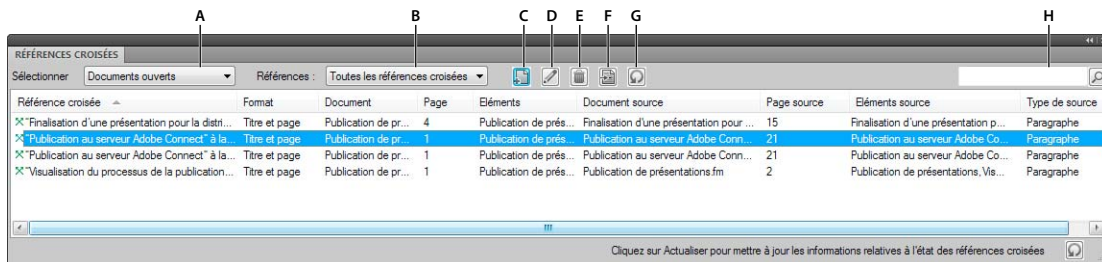 A B C D E F G H
RÉFÉRENCES CROISÉES
Sélectionner Documents ouverts Références : Toutes les références croisées
Référence croisée Format Document Page Eléments Document source Page source Eléments source Type de source
"Finalisation d'une présentation pour la distri... Titre et page Publication de pr... 4 Publication de prés... Finalisation d'une présentation pour ... 15 Finalisation d'une présentation p... Paragraphe
"Publication au serveur Adobe Connect" à la... Titre et page Publication de pr... 1 Publication de prés... Publication au serveur Adobe Conn... 21 Publication au serveur Adobe Co... Paragraphe
"Publication au serveur Adobe Connect" à la... Titre et page Publication de pr... 1 Publication de prés... Publication au serveur Adobe Conn... 21 Publication au serveur Adobe Co... Paragraphe
"Visualisation du processus de la publication... Titre et page Publication de pr... 1 Publication de prés... Publication de présentations.fm 2 Publication de présentations, Vis... Paragraphe
Cliquez sur Actualiser pour mettre à jour les informations relatives à l'état des références croisées